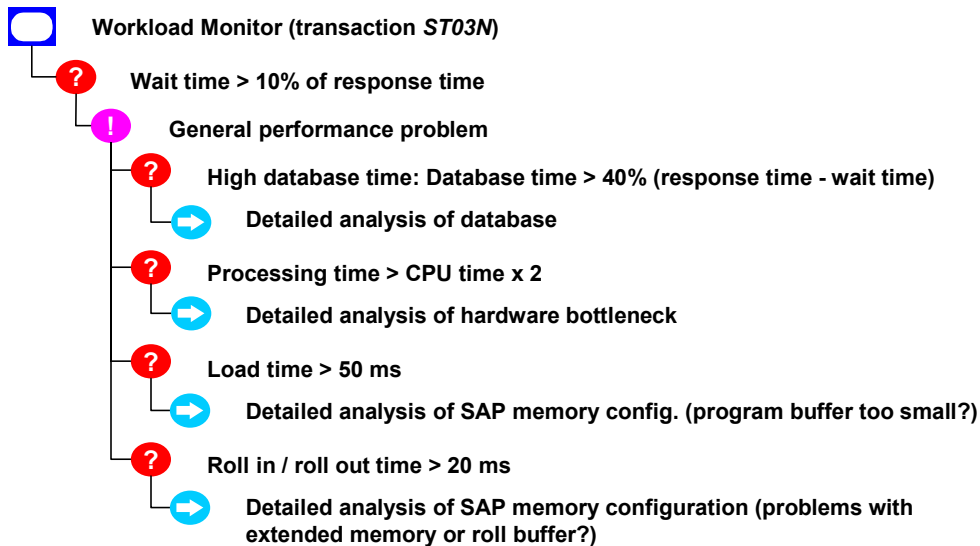 Workload Monitor (transaction ST03N)
?
Wait time > 10% of response time
!
General performance problem
?
High database time: Database time > 40% (response time - wait time)
Detailed analysis of database
?
Processing time > CPU time x 2
Detailed analysis of hardware bottleneck
?
Load time > 50 ms
Detailed analysis of SAP memory config. (program buffer too small?)
?
Roll in / roll out time > 20 ms
Detailed analysis of SAP memory configuration (problems with
extended memory or roll buffer?)